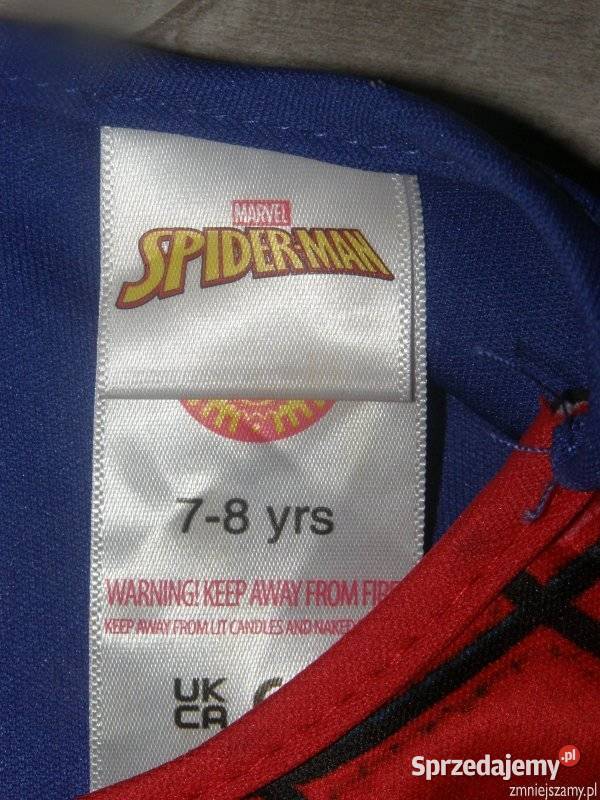 MARVEL
SPIDER-MAN
7-8 yrs
WARNING! KEEP AWAY FROM FIRE
KEEP AWAY FROM LIT CANDLES AND NAKED
UK
CA
Sprzedajemy.pl
zmniejszamy.pl